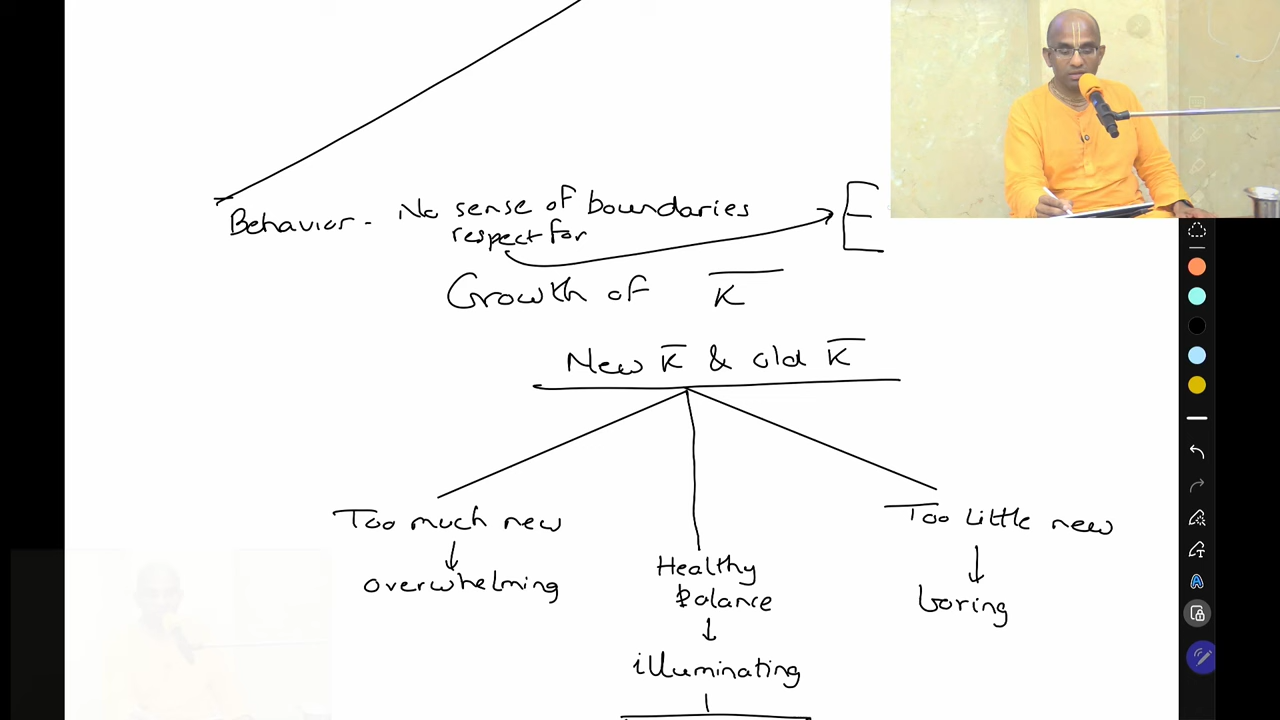 Behavior - No sense of boundaries
respect for
E
Growth of K̅
New K̅ & old K̅
Too much new
overwhelming
Healthy
Balance
illuminating
Too little new
boring